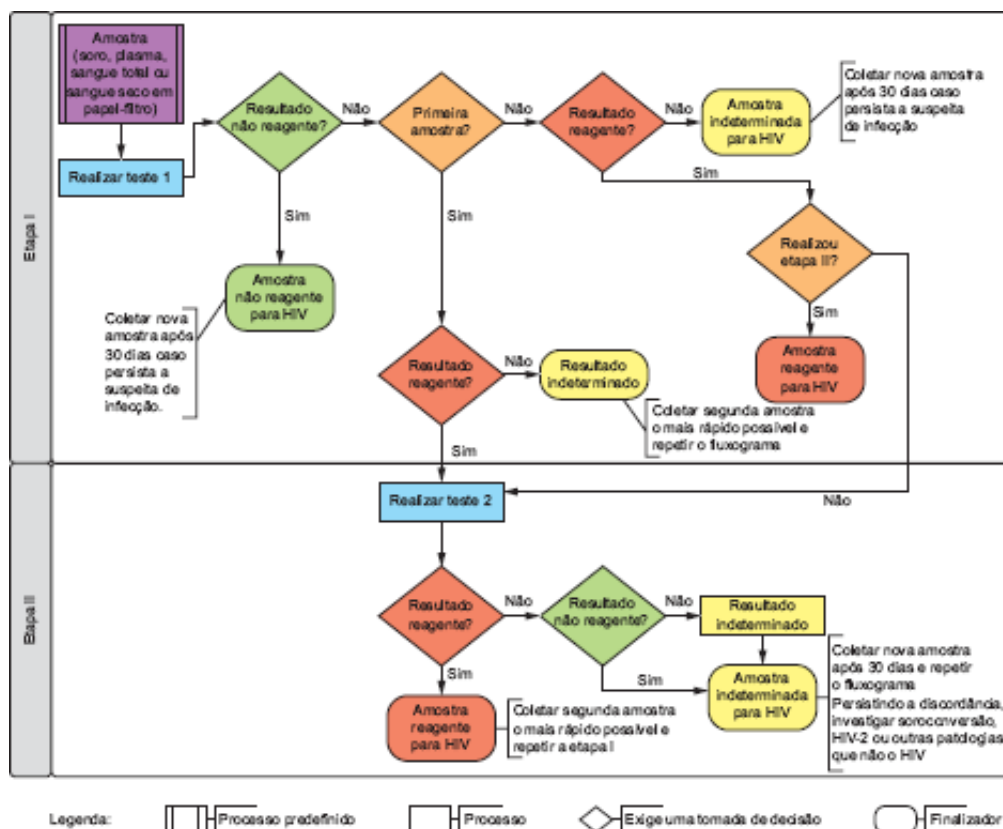 Etapa I
Amostra
(soro, plasma,
sangue total ou
sangue seco em
papel-filtro)
Realizar teste 1
Resultado
não reagente?
Não
Primeira
amostra?
Não
Resultado
reagente?
Não
Amostra
indeterminada
para HIV
Coletar nova amostra
após 30 dias caso
persista a suspeita
de infecção
Sim
Sim
Sim
Realizou
etapa II?
Amostra
não reagente
para HIV
Coletar nova
amostra após
30 dias caso
persista a
suspeita de
infecção.
Sim
Resultado
reagente?
Não
Resultado
indeterminado
Amostra
reagente
para HIV
Coletar segunda amostra
o mais rápido possível e
repetir o fluxograma
Sim
Etapa II
Realizar teste 2
Não
Resultado
reagente?
Não
Resultado
não reagente?
Não
Resultado
indeterminado
Sim
Sim
Amostra
indeterminada
para HIV
Coletar nova amostra
após 30 dias e repetir
o fluxograma
Persistindo a discordância,
investigar soroconversão,
HIV-2 ou outras patologias
que não o HIV
Amostra
reagente
para HIV
Coletar segunda amostra
o mais rápido possível e
repetir a etapa I
Legenda:
Processo predefinido
Processo
Exige uma tomada de decisão
Finalizador